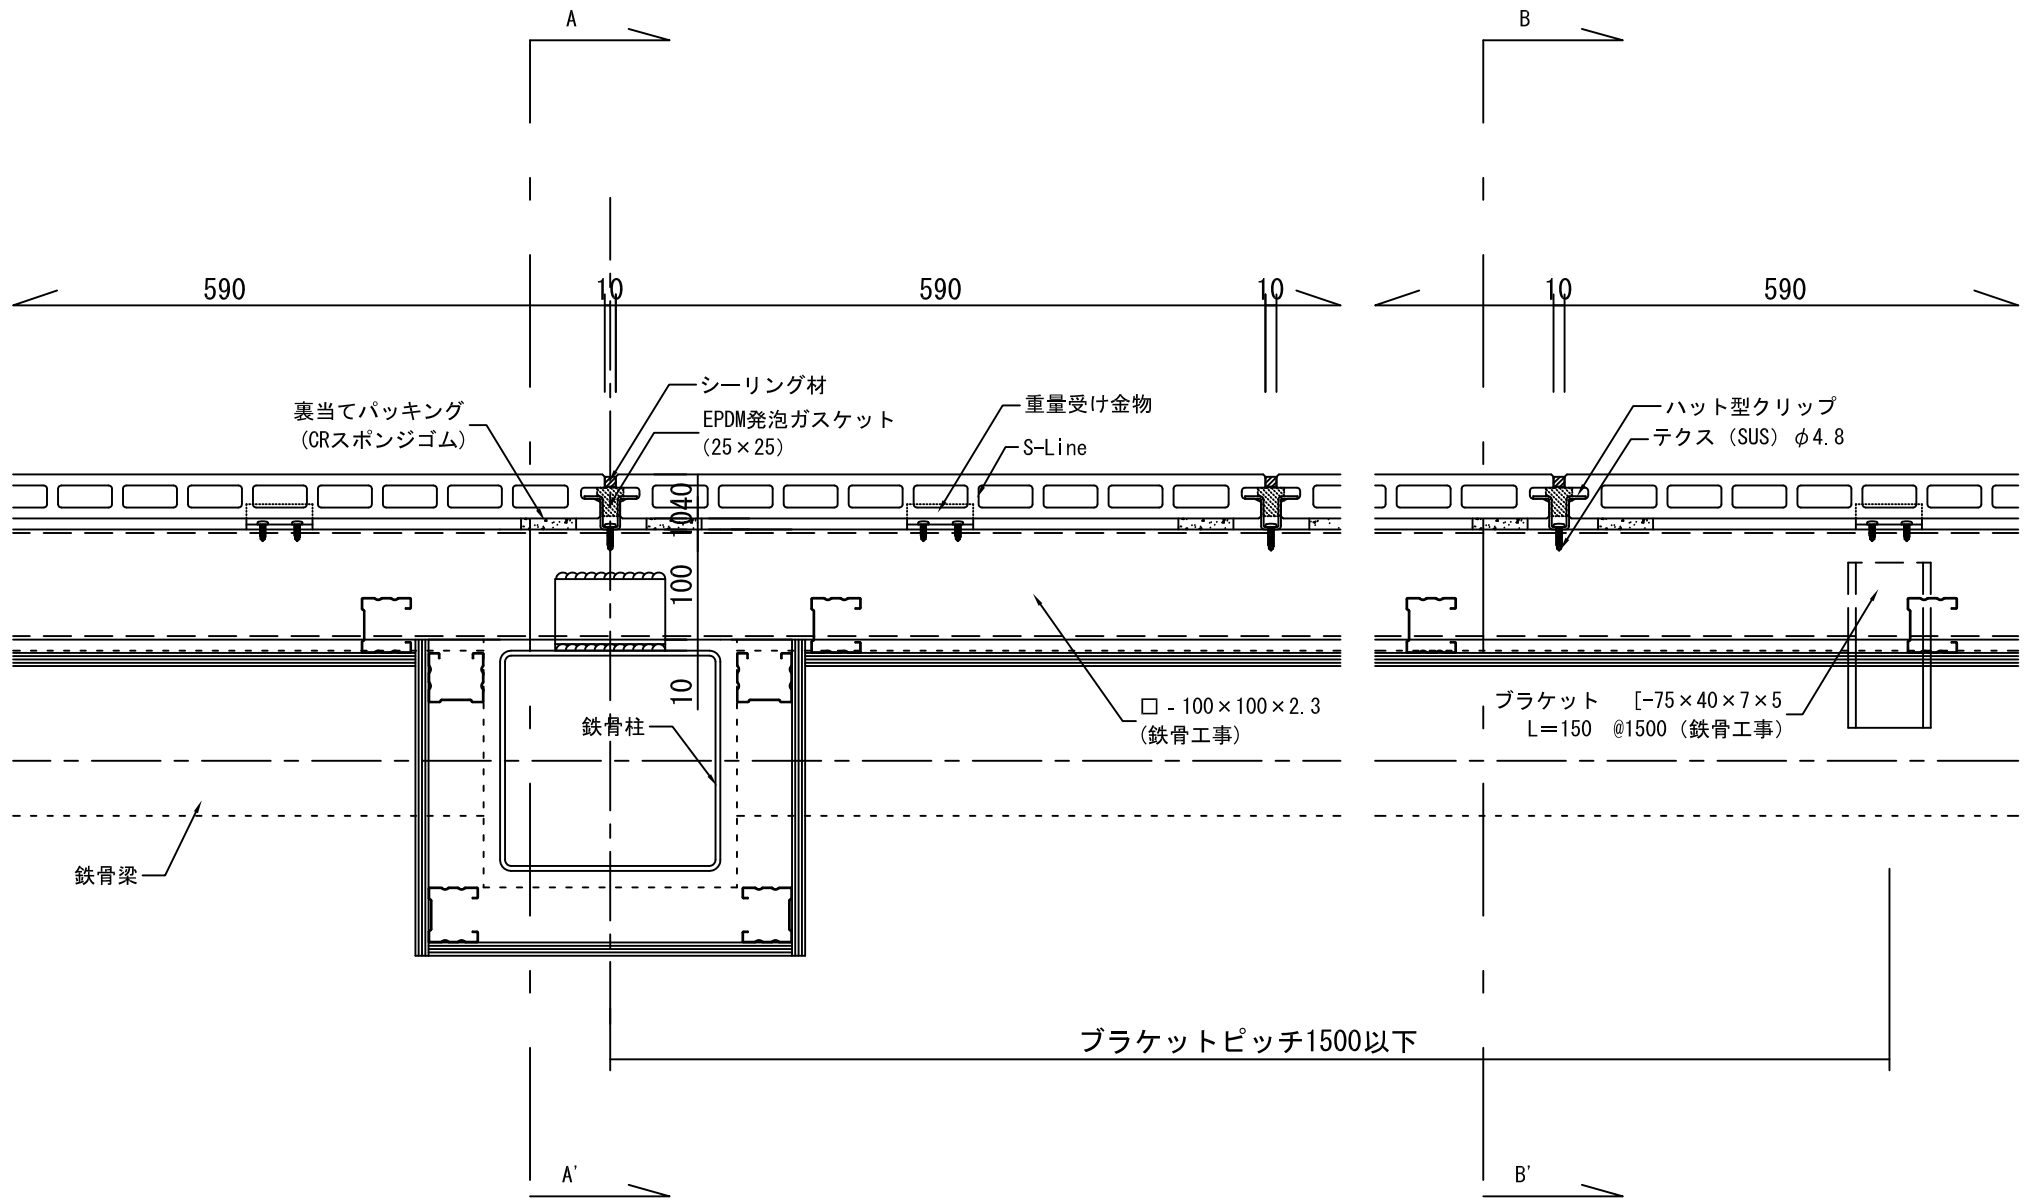 A
B
590
10
590
10
10
590
シーリング材
EPDM発泡ガスケット
(25×25)
裏当てパッキング
(CRスポンジゴム)
重量受け金物
S-Line
ハット型クリップ
テクス (SUS) φ4.8
40
10
100
10
鉄骨柱
□ - 100×100×2.3
(鉄骨工事)
ブラケット [-75×40×7×5
L＝150 @1500 (鉄骨工事)
鉄骨梁
ブラケットピッチ1500以下
A'
B'